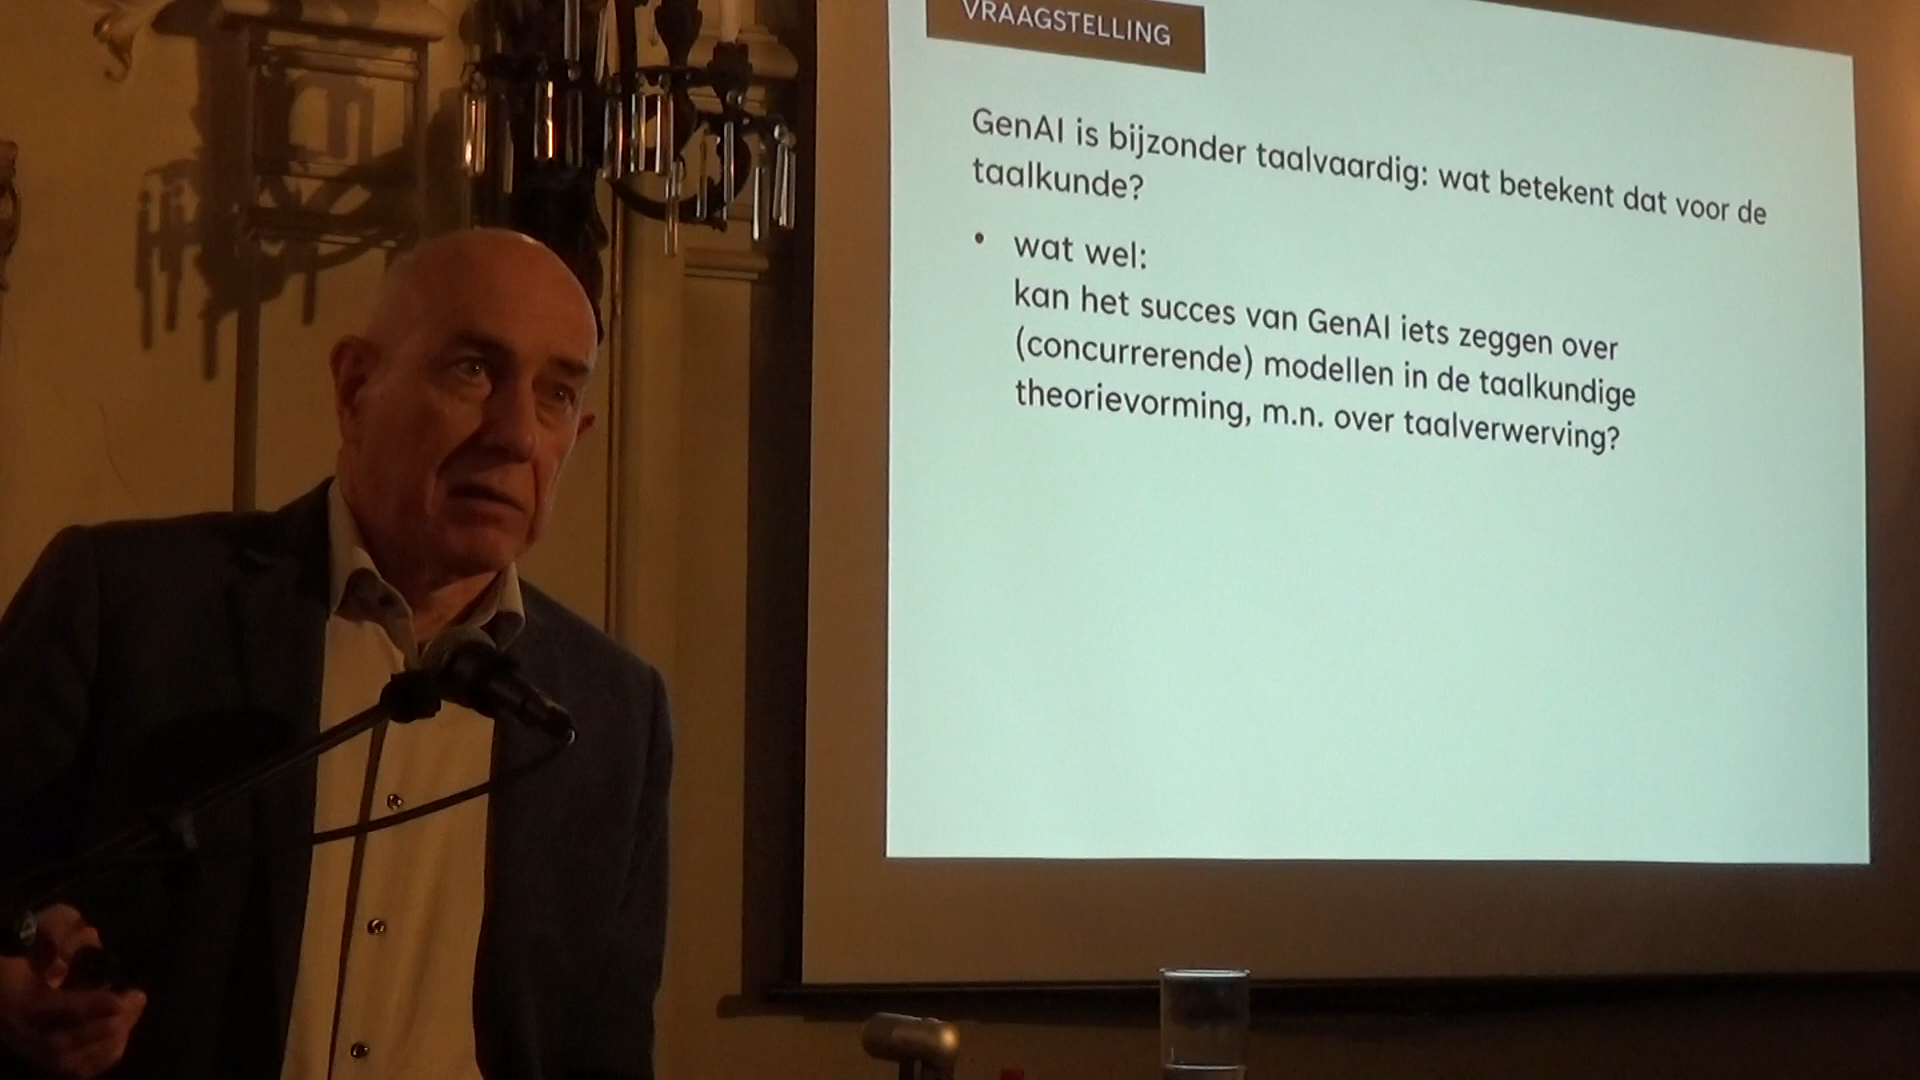 VRAAGSTELLING
GenAI is bijzonder taalvaardig: wat betekent dat voor de
taalkunde?
• wat wel:
kan het succes van GenAI iets zeggen over
(concurrerende) modellen in de taalkundige
theorievorming, m.n. over taalverwerving?